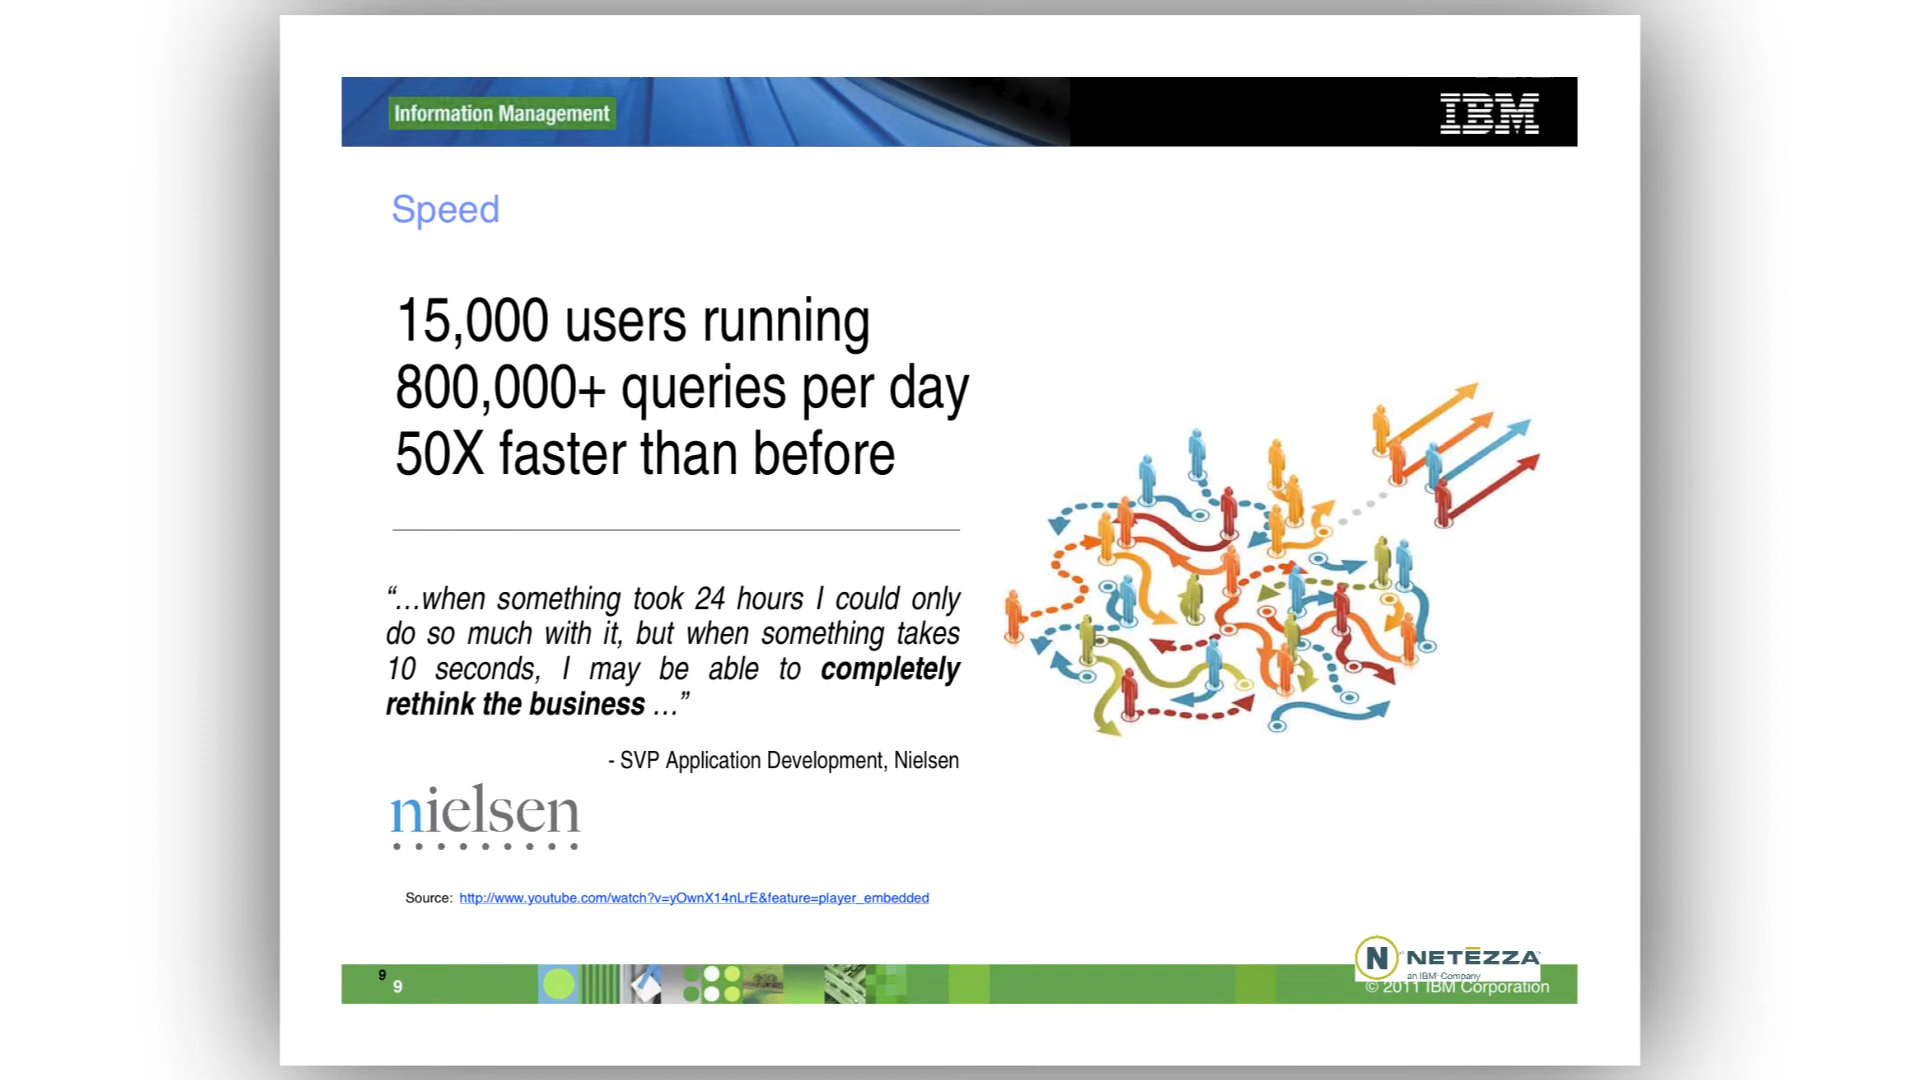 Information Management
IBM
Speed
15,000 users running
800,000+ queries per day
50X faster than before
“…when something took 24 hours I could only
do so much with it, but when something takes
10 seconds, I may be able to completely
rethink the business …”
- SVP Application Development, Nielsen
nielsen
Source: http://www.youtube.com/watch?v=yOwnX14nLrE&feature=player_embedded
N NETEZZA
an IBM Company
9
9
© 2011 IBM Corporation